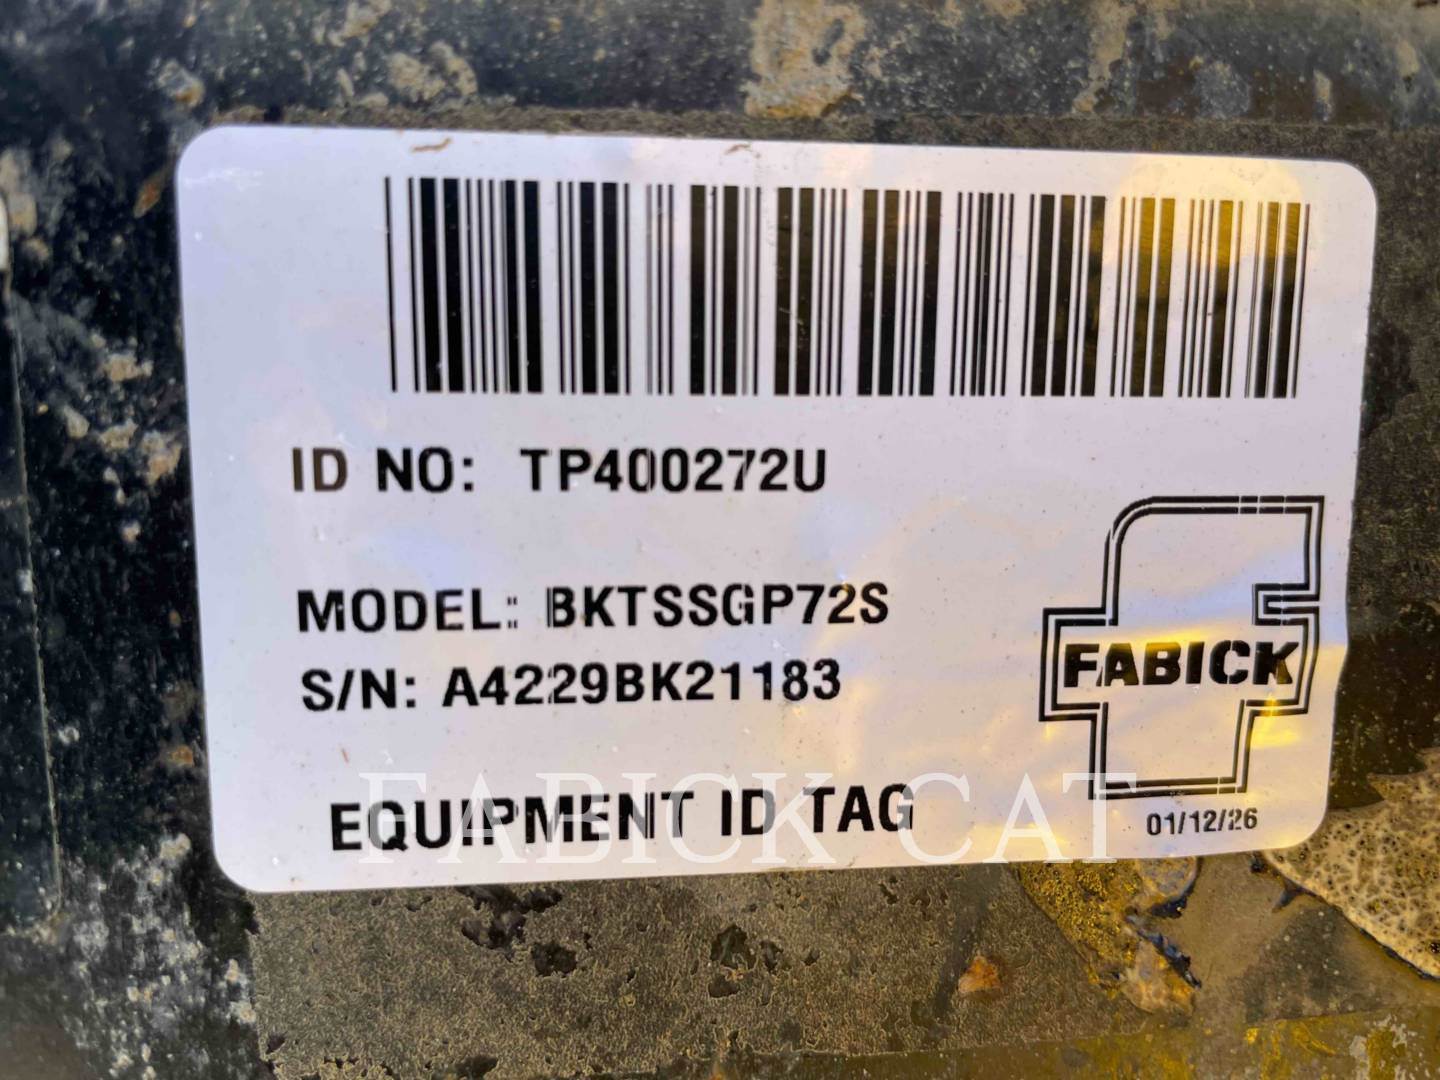 ID NO: TP400272U
MODEL: BKTSSGP72S
S/N: A4229BK21183
FABICK
EQUIPMENT ID TAG
01/12/26
FABICK CAT